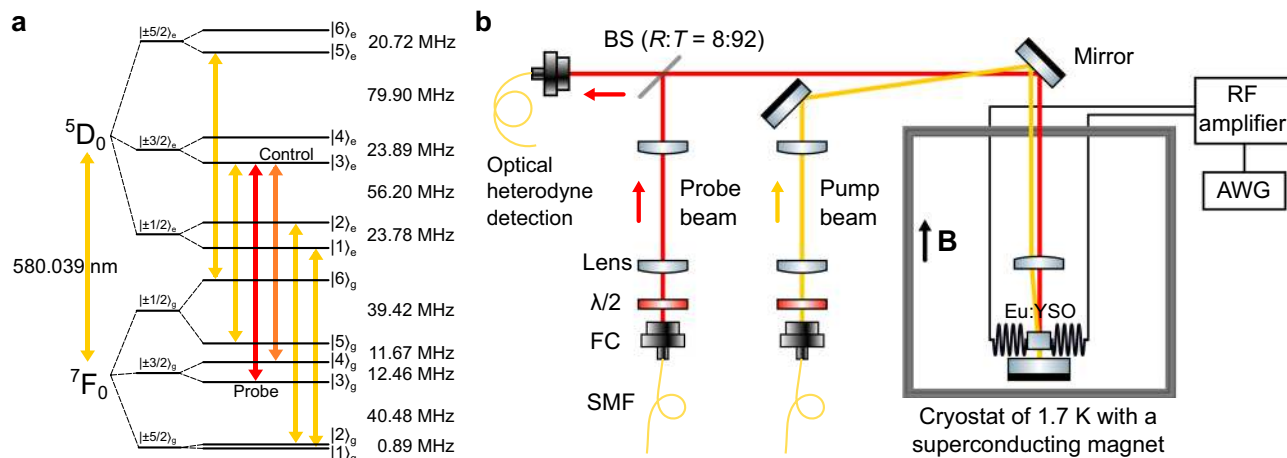 a
|±5/2⟩ₑ
|6⟩ₑ
20.72 MHz
|5⟩ₑ
79.90 MHz
⁵D₀
|±3/2⟩ₑ
|4⟩ₑ
23.89 MHz
Control
|3⟩ₑ
56.20 MHz
|±1/2⟩ₑ
|2⟩ₑ
23.78 MHz
|1⟩ₑ
580.039 nm
|6⟩g
|±1/2⟩g
39.42 MHz
|5⟩g
11.67 MHz
|±3/2⟩g
|4⟩g
12.46 MHz
⁷F₀
|3⟩g
Probe
40.48 MHz
|±5/2⟩g
|2⟩g
0.89 MHz
|1⟩g
b
BS (R:T = 8:92)
Mirror
RF
amplifier
AWG
Optical
heterodyne
detection
Probe
beam
Pump
beam
B
Lens
λ/2
FC
SMF
Eu:YSO
Cryostat of 1.7 K with a
superconducting magnet